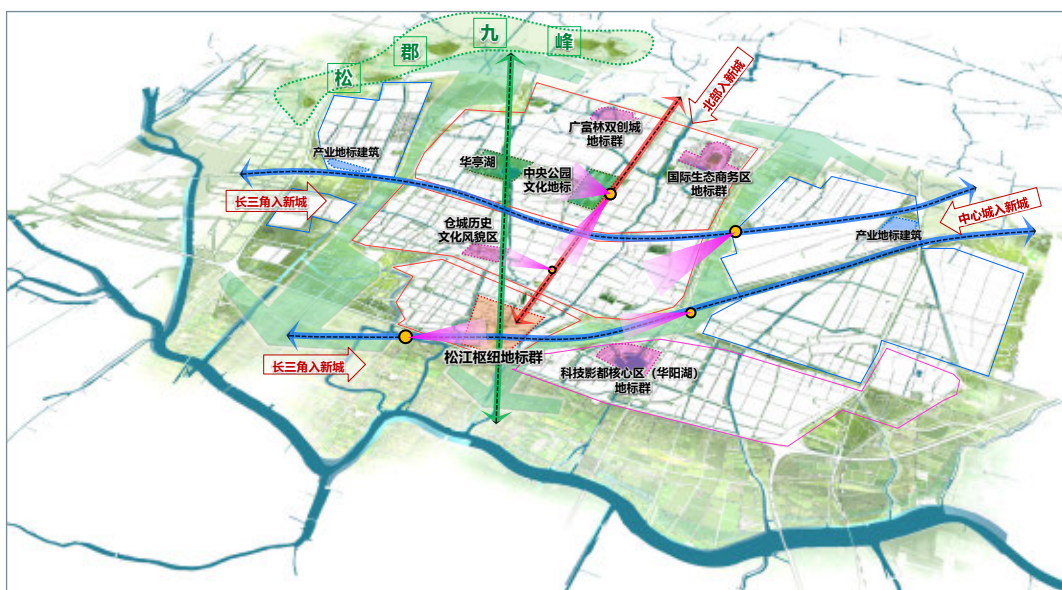 松郡九峰
北部入新城
广富林双创城
地标群
产业地标建筑
华亭湖
中央公园
文化地标
国际生态商务区
地标群
长三角入新城
中心城入新城
仓城历史
文化风貌区
产业地标建筑
松江枢纽地标群
长三角入新城
科技影都核心区（华阳湖）
地标群